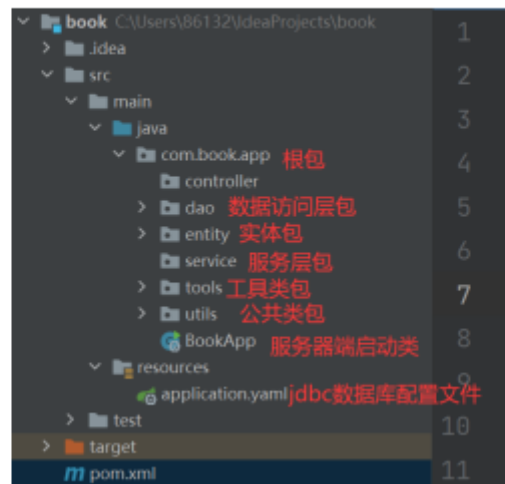 book C:\Users\86132\IdeaProjects\book
.idea
src
main
java
com.book.app 根包
controller
dao 数据访问层包
entity 实体包
service 服务层包
tools 工具类包
utils 公共类包
BookApp 服务器端启动类
resources
application.yaml jdbc数据库配置文件
test
target
pom.xml
1
2
3
4
5
6
7
8
9
10
11